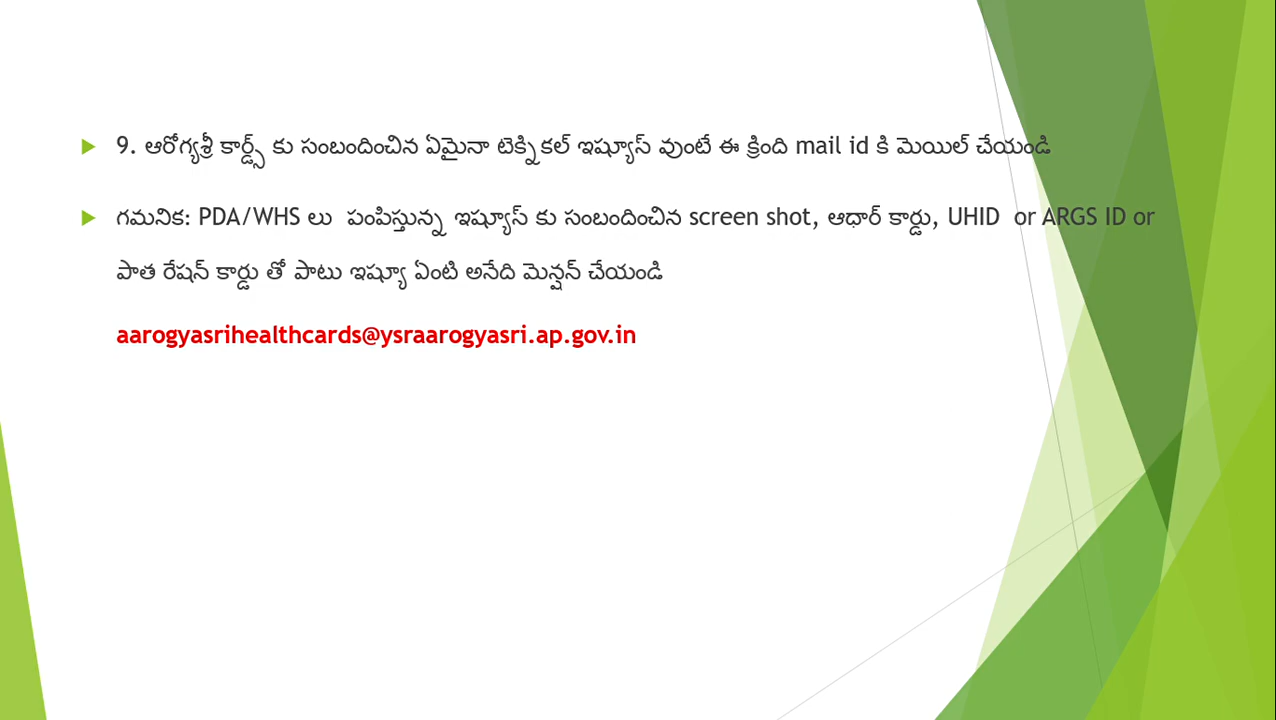 9. ఆరోగ్యశ్రీ కార్డ్స్ కు సంబందించిన ఏమైనా టెక్నికల్ ఇష్యూస్ వుంటే ఈ క్రింది mail id కి మెయిల్ చేయండి
గమనిక: PDA/WHS లు పంపిస్తున్న ఇష్యూస్ కు సంబందించిన screen shot, ఆధార్ కార్డు, UHID or ARGS ID or
పాత రేషన్ కార్డు తో పాటు ఇష్యూ ఏంటి అనేది మెన్షన్ చేయండి
aarogyasrihealthcards@ysraarogyasri.ap.gov.in